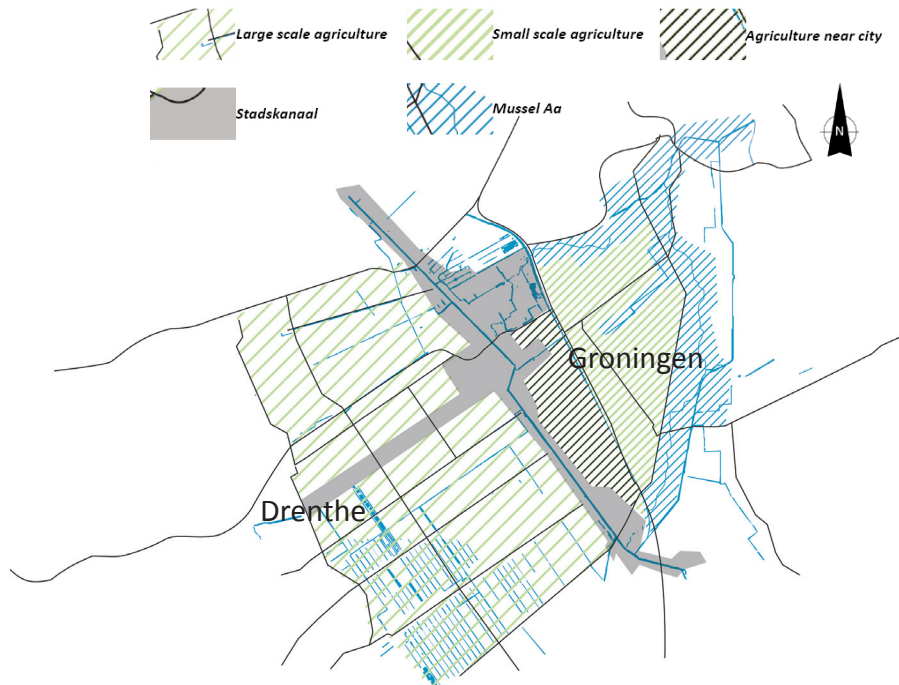 Large scale agriculture
Small scale agriculture
Agriculture near city
Stadskanaal
Mussel Aa
N
Groningen
Drenthe